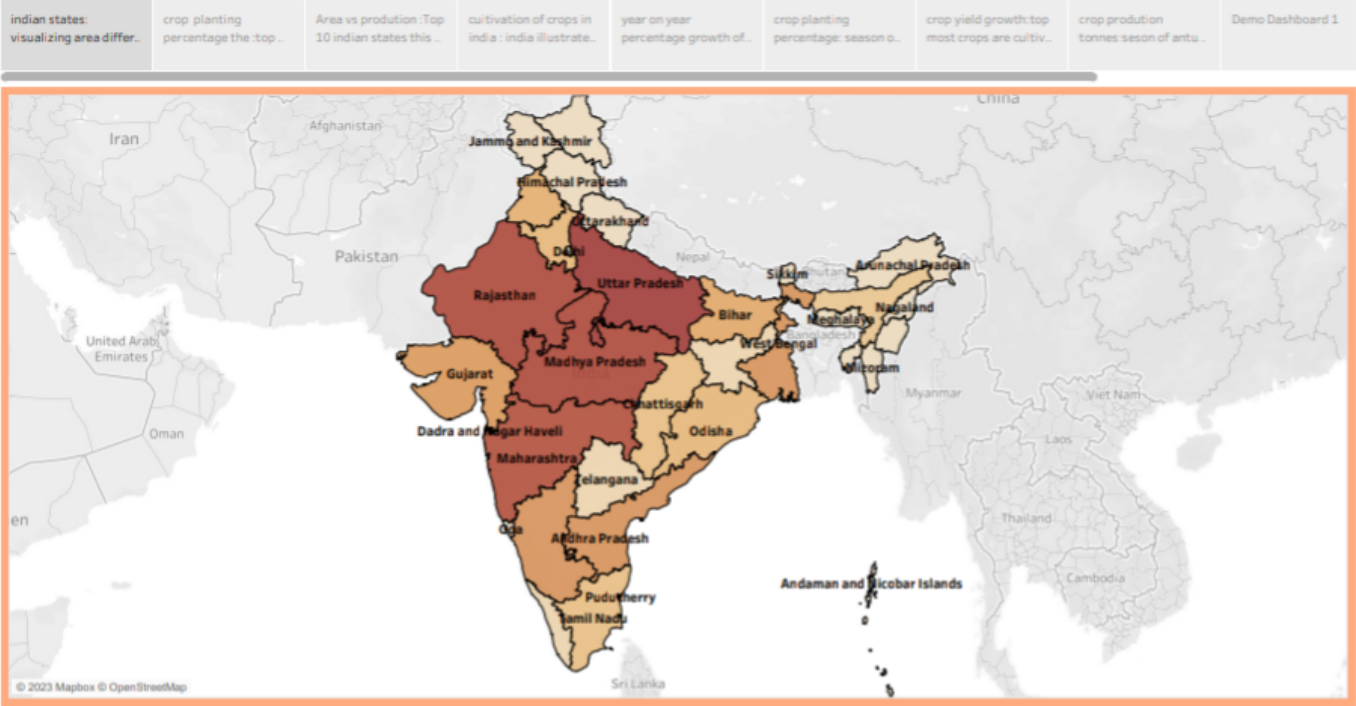 indian states:
visualizing area differ..
crop planting
percentage the :top ..
Area vs prodution :Top
10 indian states this ..
cultivation of crops in
india : india illustrate..
year on year
percentage growth of..
crop planting
percentage: season o..
crop yield growth:top
most crops are cultiv..
crop prodution
tonnes:seson of antu..
Demo Dashboard 1
China
Afghanistan
Iran
Jammo and Kashmir
Himachal Pradesh
Uttarakhand
Pakistan
Delhi
Nepal
Sikkim
Bhutan
Arunachal Pradesh
Rajasthan
Uttar Pradesh
Bihar
Nagaland
Meghalaya
Bangladesh
United Arab
Emirates
West Bengal
Madhya Pradesh
Mizoram
Gujarat
Myanmar
Viet Nam
Chhattisgarh
Oman
Dadra and Nagar Haveli
Odisha
Laos
Maharashtra
Telangana
en
Goa
Andhra Pradesh
Thailand
Andaman and Nicobar Islands
Cambodia
Puducherry
Tamil Nadu
Sri Lanka
© 2023 Mapbox © OpenStreetMap